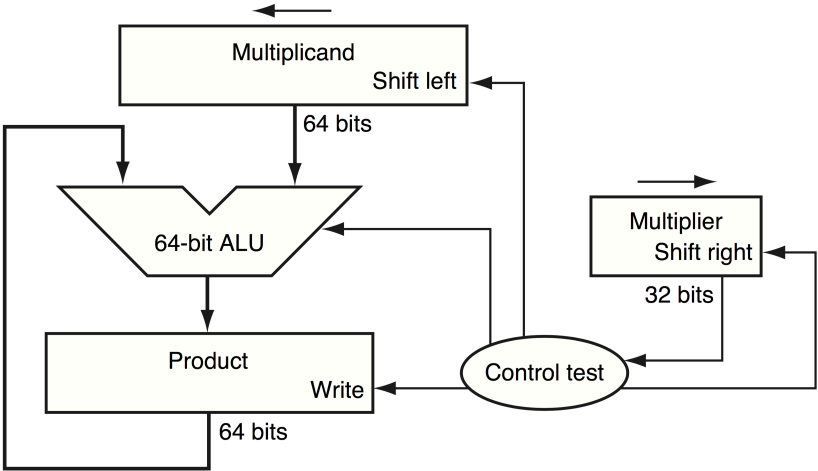 Multiplicand
Shift left
64 bits
64-bit ALU
Multiplier
Shift right
32 bits
Product
Write
Control test
64 bits